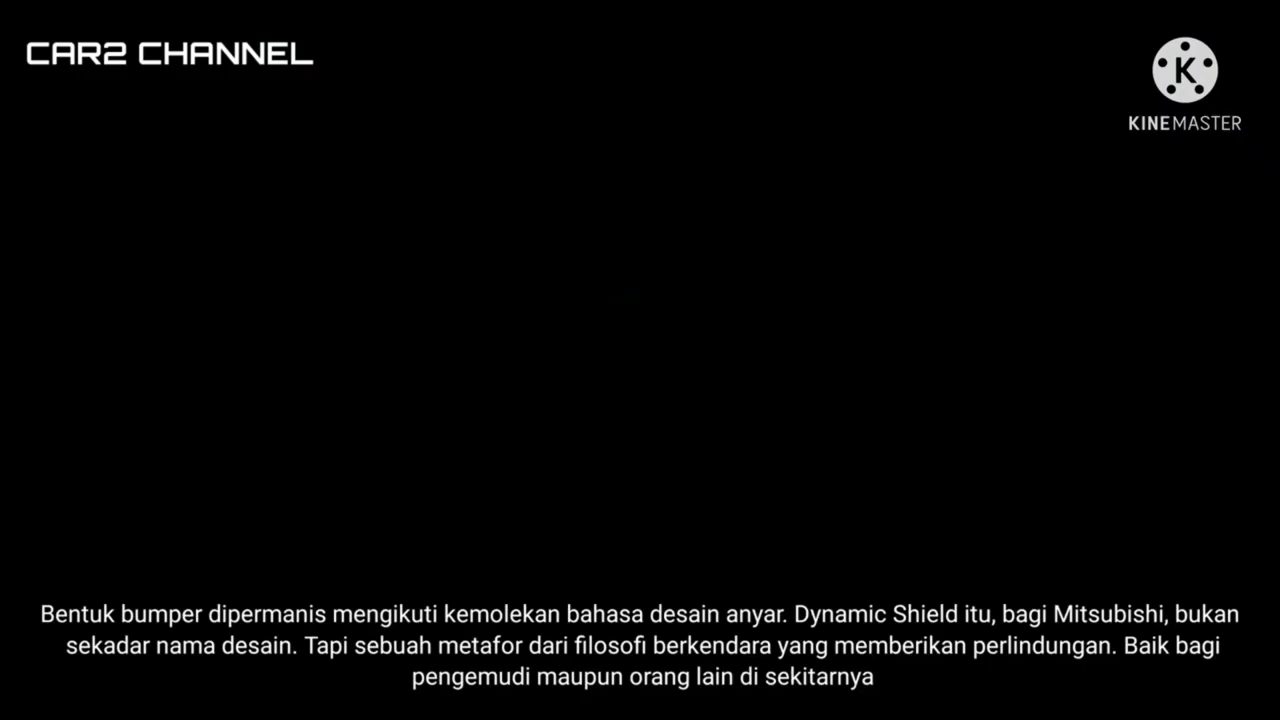 CAR2 CHANNEL
K
KINEMASTER
Bentuk bumper dipermanis mengikuti kemolekan bahasa desain anyar. Dynamic Shield itu, bagi Mitsubishi, bukan
sekadar nama desain. Tapi sebuah metafor dari filosofi berkendara yang memberikan perlindungan. Baik bagi
pengemudi maupun orang lain di sekitarnya